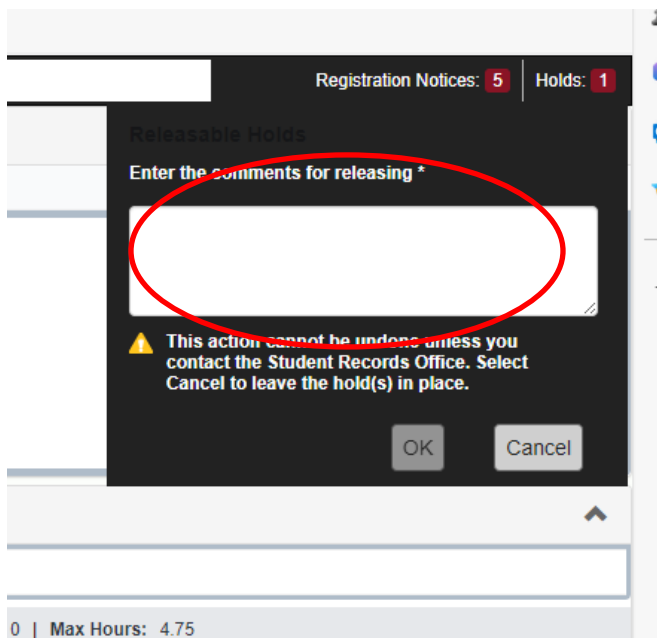 Registration Notices: 5 Holds: 1
Releasable Holds
Enter the comments for releasing *
This action cannot be undone unless you
contact the Student Records Office. Select
Cancel to leave the hold(s) in place.
OK Cancel
0 | Max Hours: 4.75